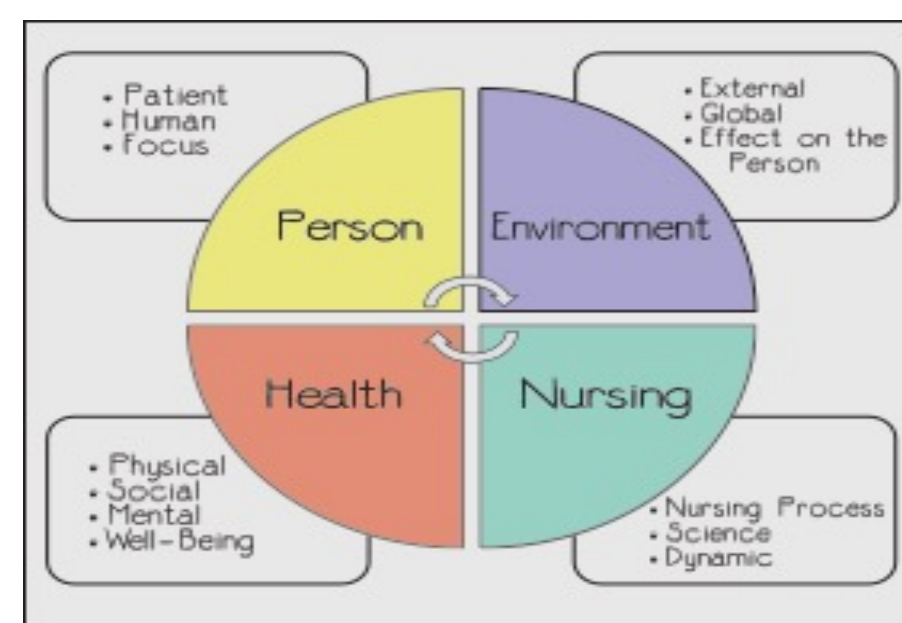 • Patient
• Human
• Focus
• External
• Global
• Effect on the
Person
Person
Environment
Health
Nursing
• Physical
• Social
• Mental
• Well-Being
• Nursing Process
• Science
• Dynamic